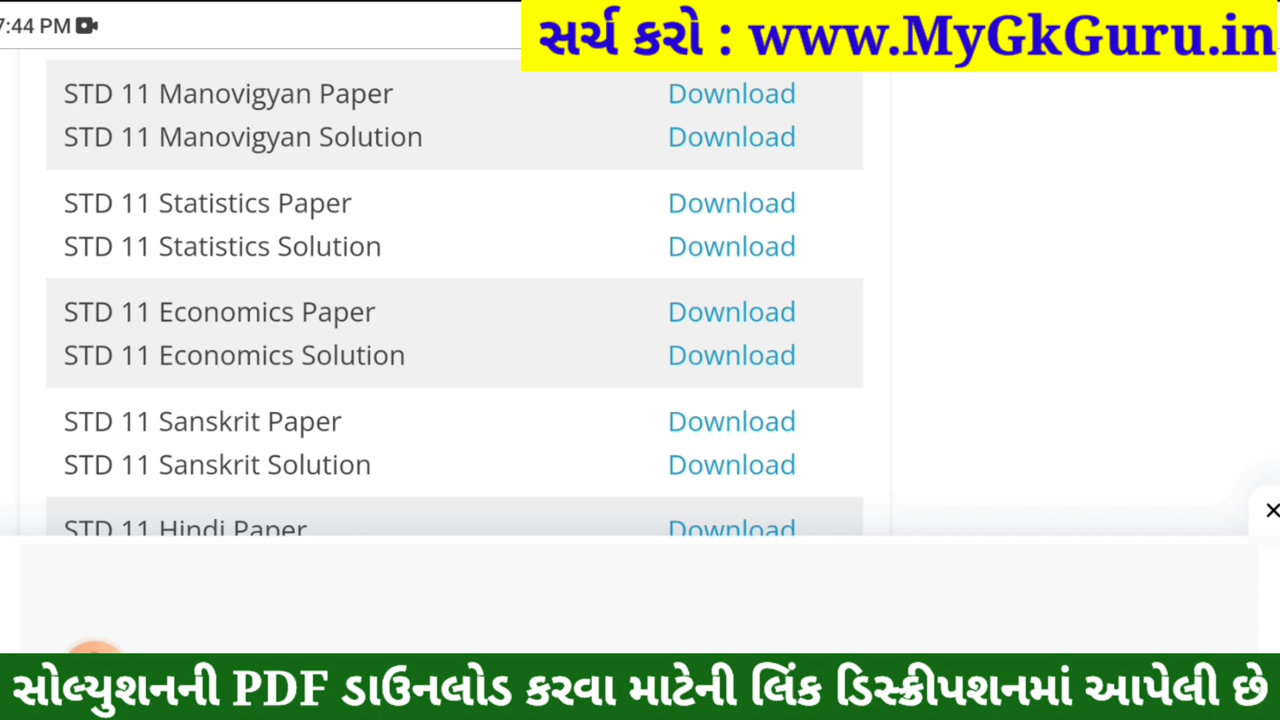 7:44 PM
સર્ચ કરો : www.MyGkGuru.in
STD 11 Manovigyan Paper Download
STD 11 Manovigyan Solution Download
STD 11 Statistics Paper Download
STD 11 Statistics Solution Download
STD 11 Economics Paper Download
STD 11 Economics Solution Download
STD 11 Sanskrit Paper Download
STD 11 Sanskrit Solution Download
STD 11 Hindi Paper Download
સોલ્યુશનની PDF ડાઉનલોડ કરવા માટેની લિંક ડિસ્ક્રીપશનમાં આપેલી છે